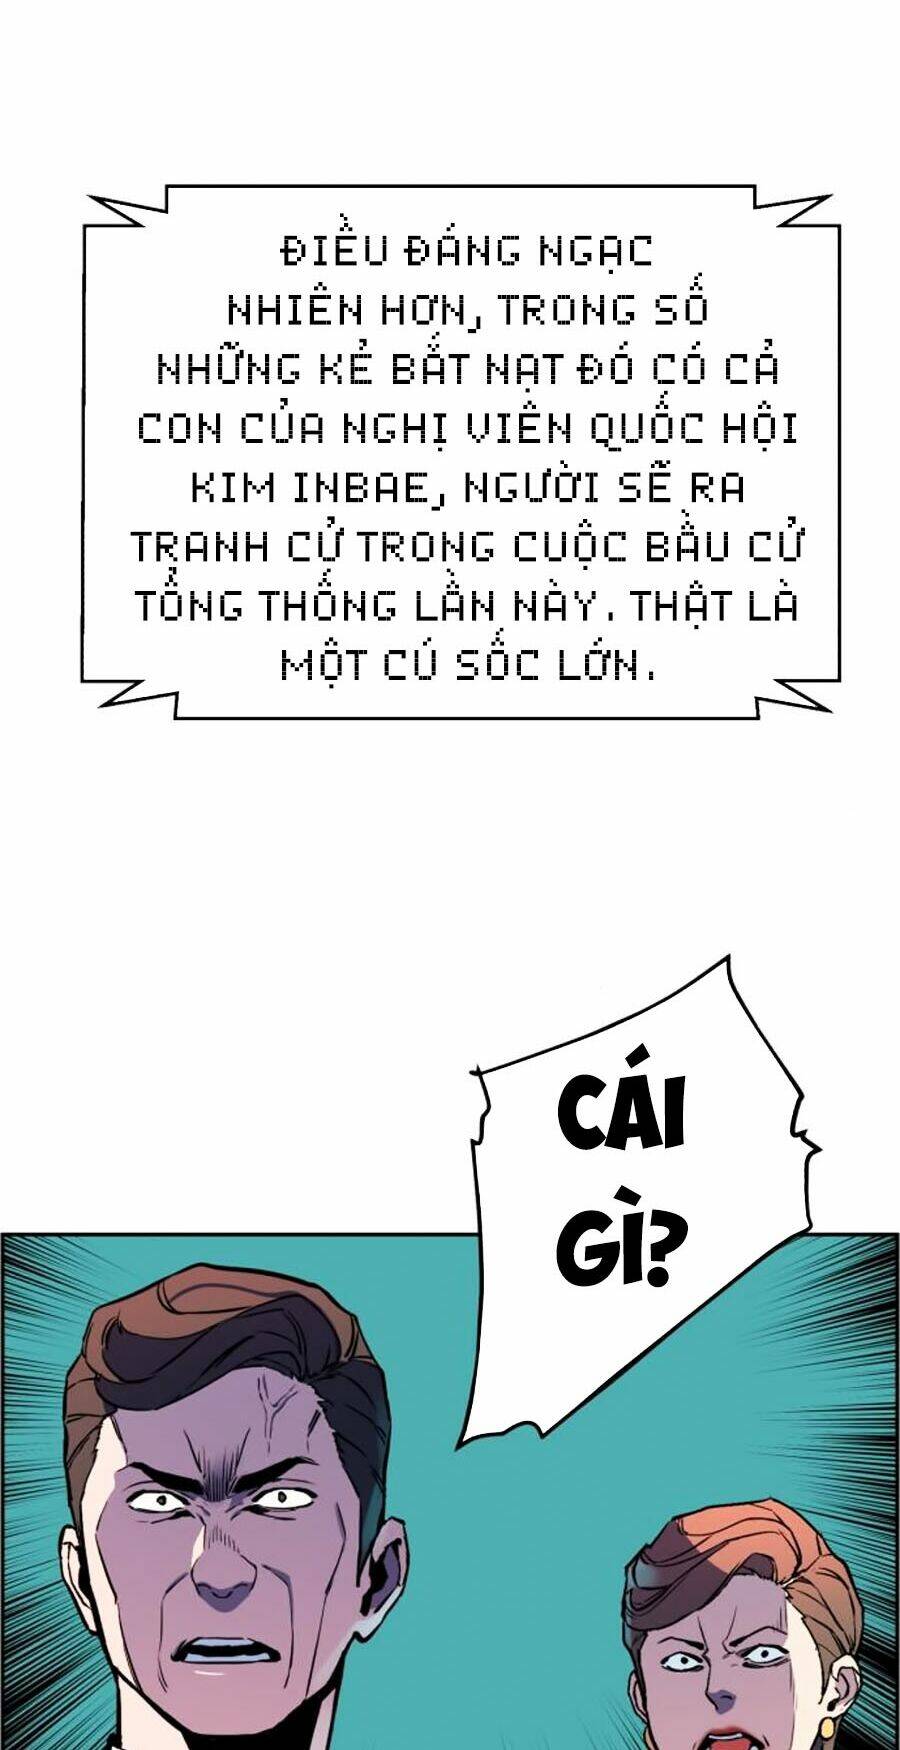 ĐIỀU ĐÁNG NGẠC
NHIÊN HƠN, TRONG SỐ
NHỮNG KẺ BẮT NẠT ĐÓ CÓ CẢ
CON CỦA NGHỊ VIÊN QUỐC HỘI
KIM INBAE, NGƯỜI SẼ RA
TRANH CỬ TRONG CUỘC BẦU CỬ
TỔNG THỐNG LẦN NÀY. THẬT LÀ
MỘT CÚ SỐC LỚN.
CÁI
GÌ?